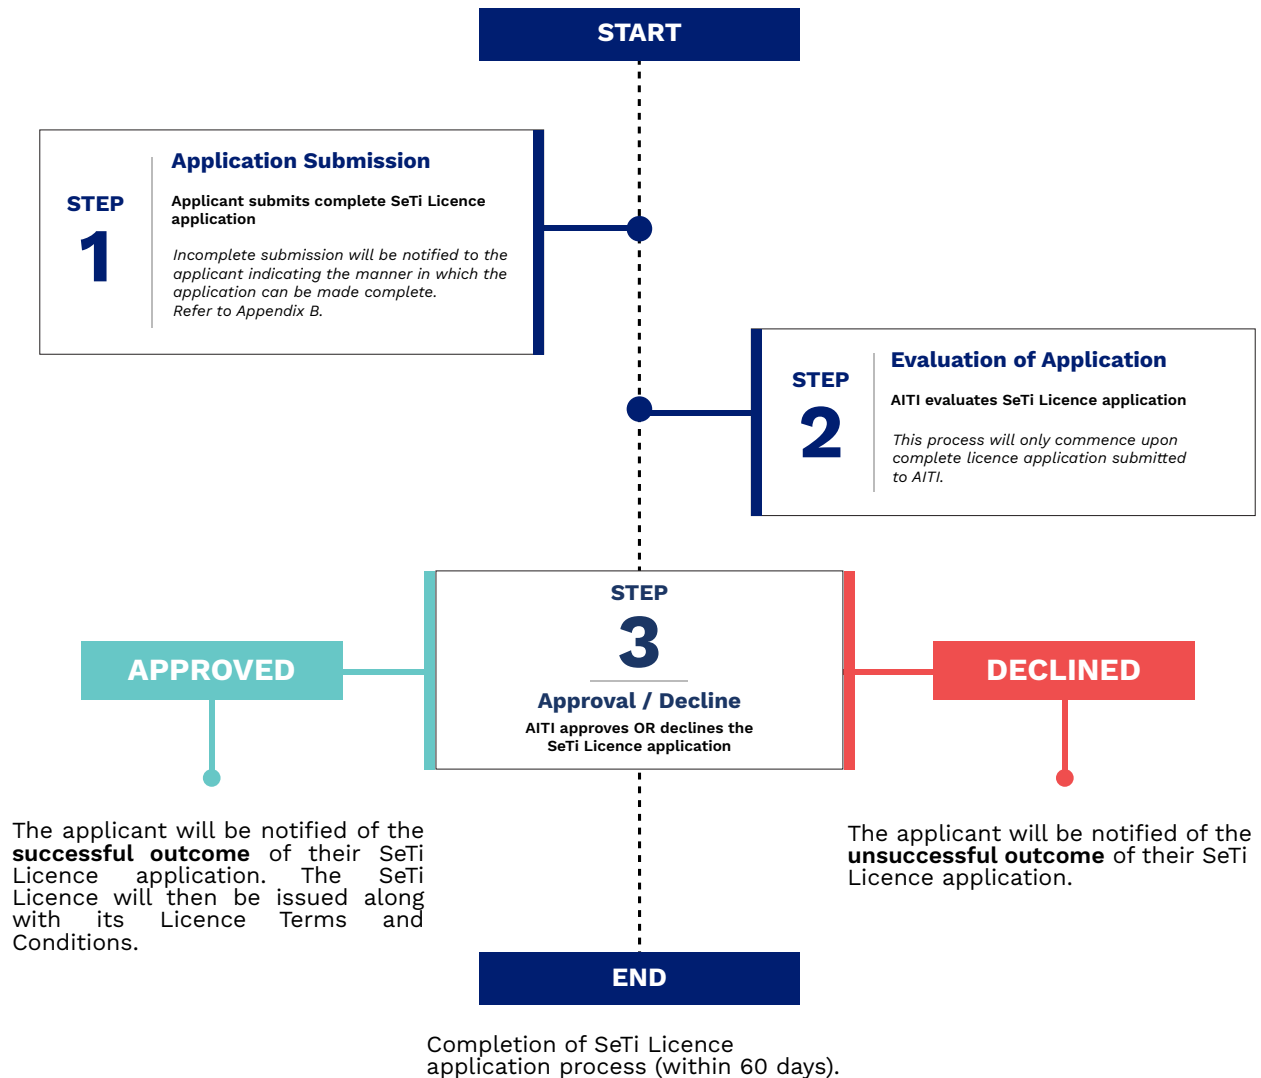 START
STEP
1
Application Submission
Applicant submits complete SeTi Licence
application
Incomplete submission will be notified to the
applicant indicating the manner in which the
application can be made complete.
Refer to Appendix B.
STEP
2
Evaluation of Application
AITI evaluates SeTi Licence application
This process will only commence upon
complete licence application submitted
to AITI.
STEP
3
Approval / Decline
AITI approves OR declines the
SeTi Licence application
APPROVED
The applicant will be notified of the
successful outcome of their SeTi
Licence application. The SeTi
Licence will then be issued along
with its Licence Terms and
Conditions.
DECLINED
The applicant will be notified of the
unsuccessful outcome of their SeTi
Licence application.
END
Completion of SeTi Licence
application process (within 60 days).